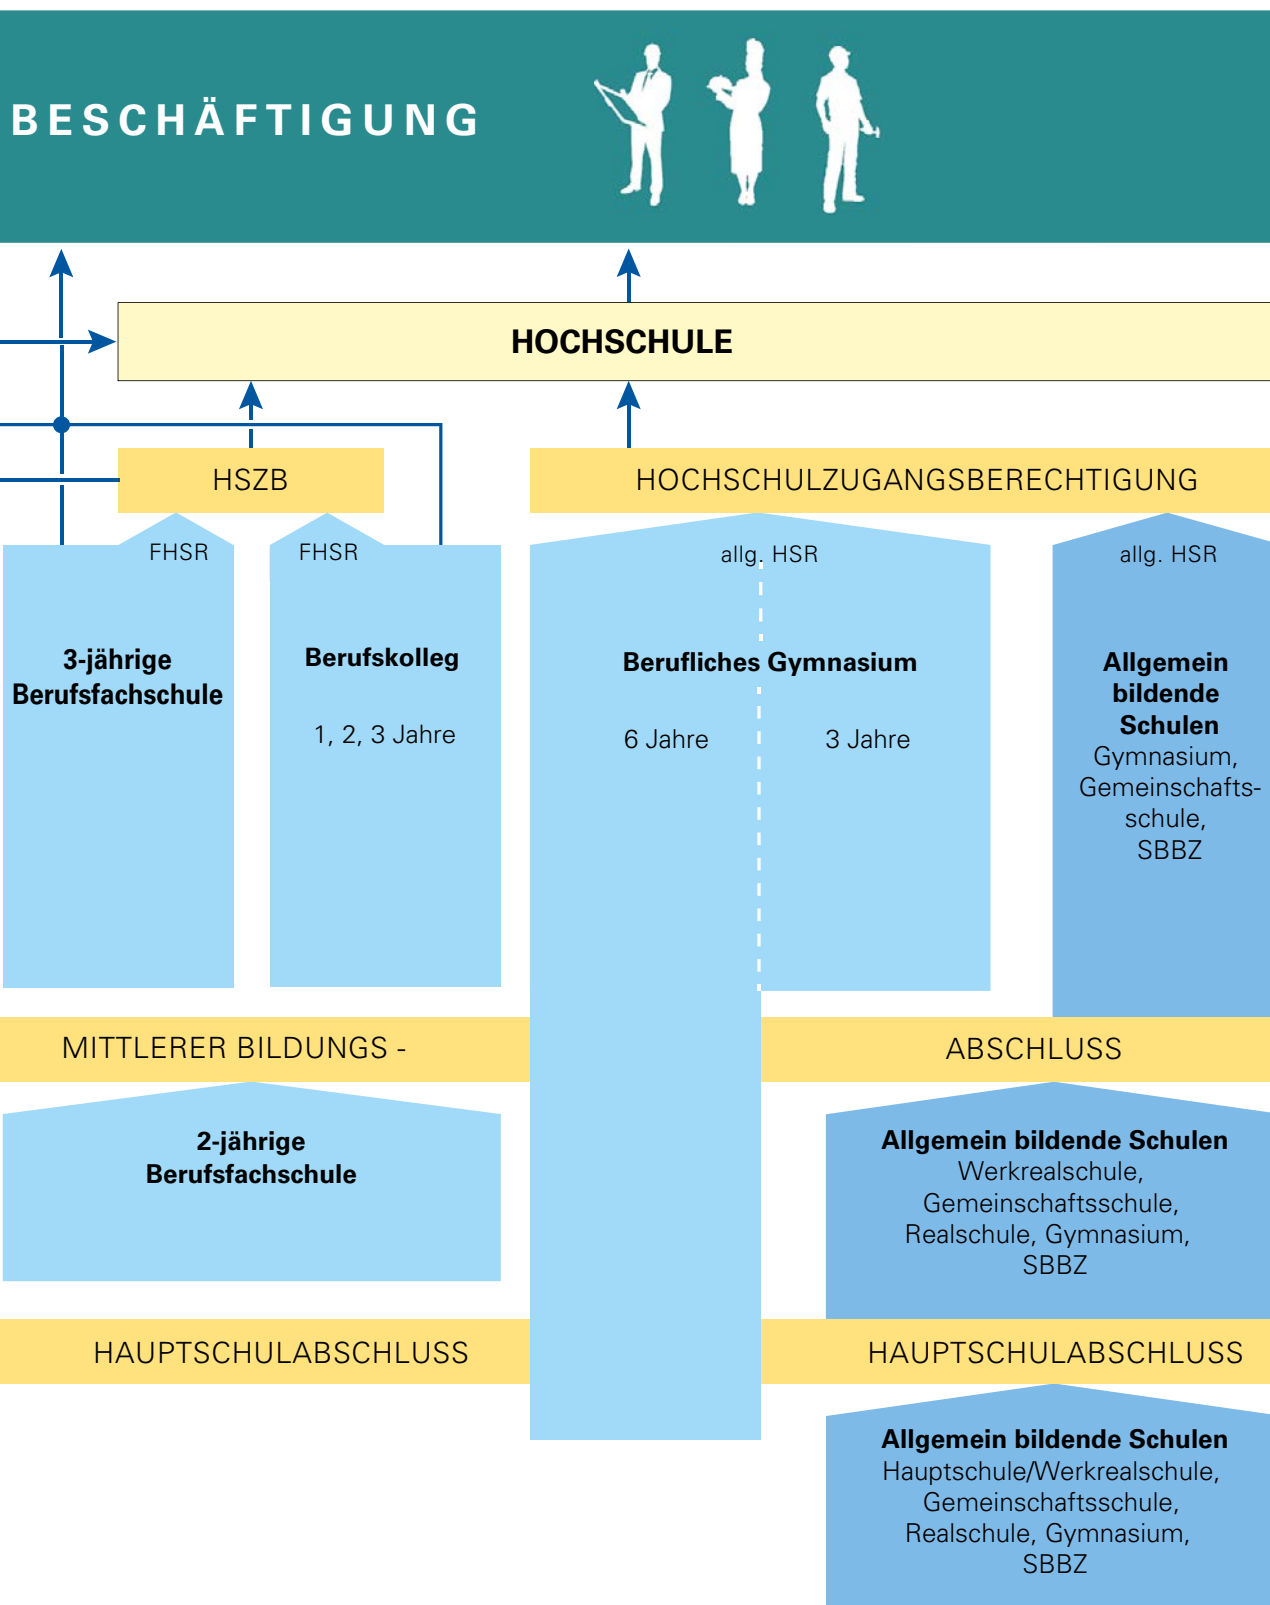 BESCHÄFTIGUNG
HOCHSCHULE
HSZB
HOCHSCHULZUGANGSBERECHTIGUNG
FHSR
FHSR
allg. HSR
allg. HSR
3-jährige
Berufsfachschule
Berufskolleg
1, 2, 3 Jahre
Berufliches Gymnasium
6 Jahre
3 Jahre
Allgemein
bildende
Schulen
Gymnasium,
Gemeinschafts-
schule,
SBBZ
MITTLERER BILDUNGS -
ABSCHLUSS
2-jährige
Berufsfachschule
Allgemein bildende Schulen
Werkrealschule,
Gemeinschaftsschule,
Realschule, Gymnasium,
SBBZ
HAUPTSCHULABSCHLUSS
HAUPTSCHULABSCHLUSS
Allgemein bildende Schulen
Hauptschule/Werkrealschule,
Gemeinschaftsschule,
Realschule, Gymnasium,
SBBZ